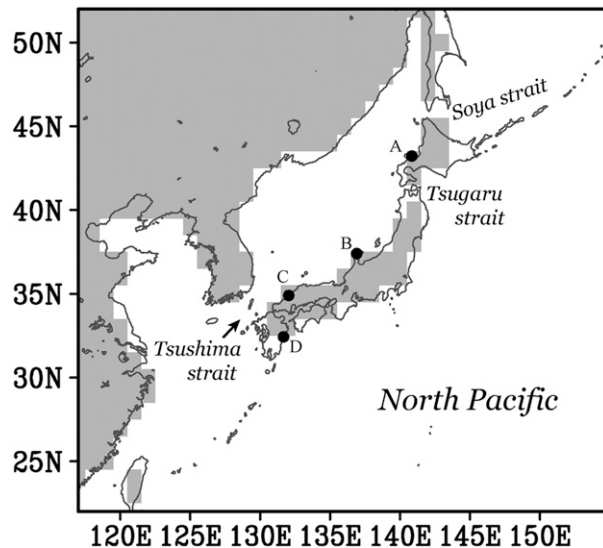 50N
Soya strait
45N
A
Tsugaru
strait
40N
B
C
35N
Tsushima
strait
D
30N
North Pacific
25N
120E 125E 130E 135E 140E 145E 150E